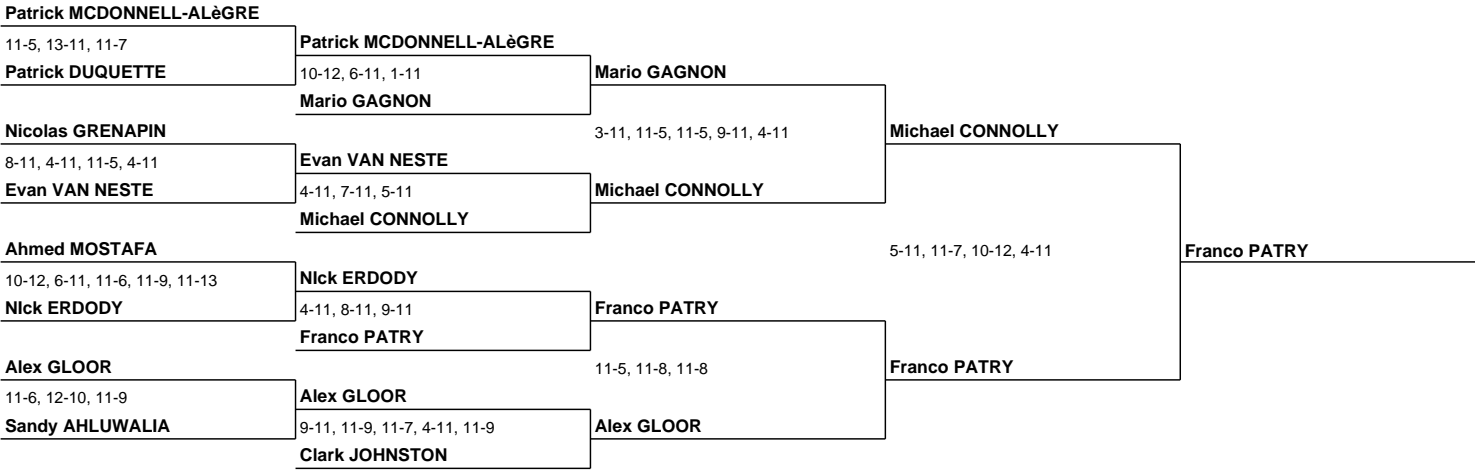 Patrick MCDONNELL-ALèGRE
11-5, 13-11, 11-7
Patrick DUQUETTE
Nicolas GRENAPIN
8-11, 4-11, 11-5, 4-11
Evan VAN NESTE
Ahmed MOSTAFA
10-12, 6-11, 11-6, 11-9, 11-13
NIck ERDODY
Alex GLOOR
11-6, 12-10, 11-9
Sandy AHLUWALIA
Patrick MCDONNELL-ALèGRE
10-12, 6-11, 1-11
Mario GAGNON
Evan VAN NESTE
4-11, 7-11, 5-11
Michael CONNOLLY
NIck ERDODY
4-11, 8-11, 9-11
Franco PATRY
Alex GLOOR
9-11, 11-9, 11-7, 4-11, 11-9
Clark JOHNSTON
Mario GAGNON
3-11, 11-5, 11-5, 9-11, 4-11
Michael CONNOLLY
Franco PATRY
11-5, 11-8, 11-8
Alex GLOOR
Michael CONNOLLY
5-11, 11-7, 10-12, 4-11
Franco PATRY
Franco PATRY